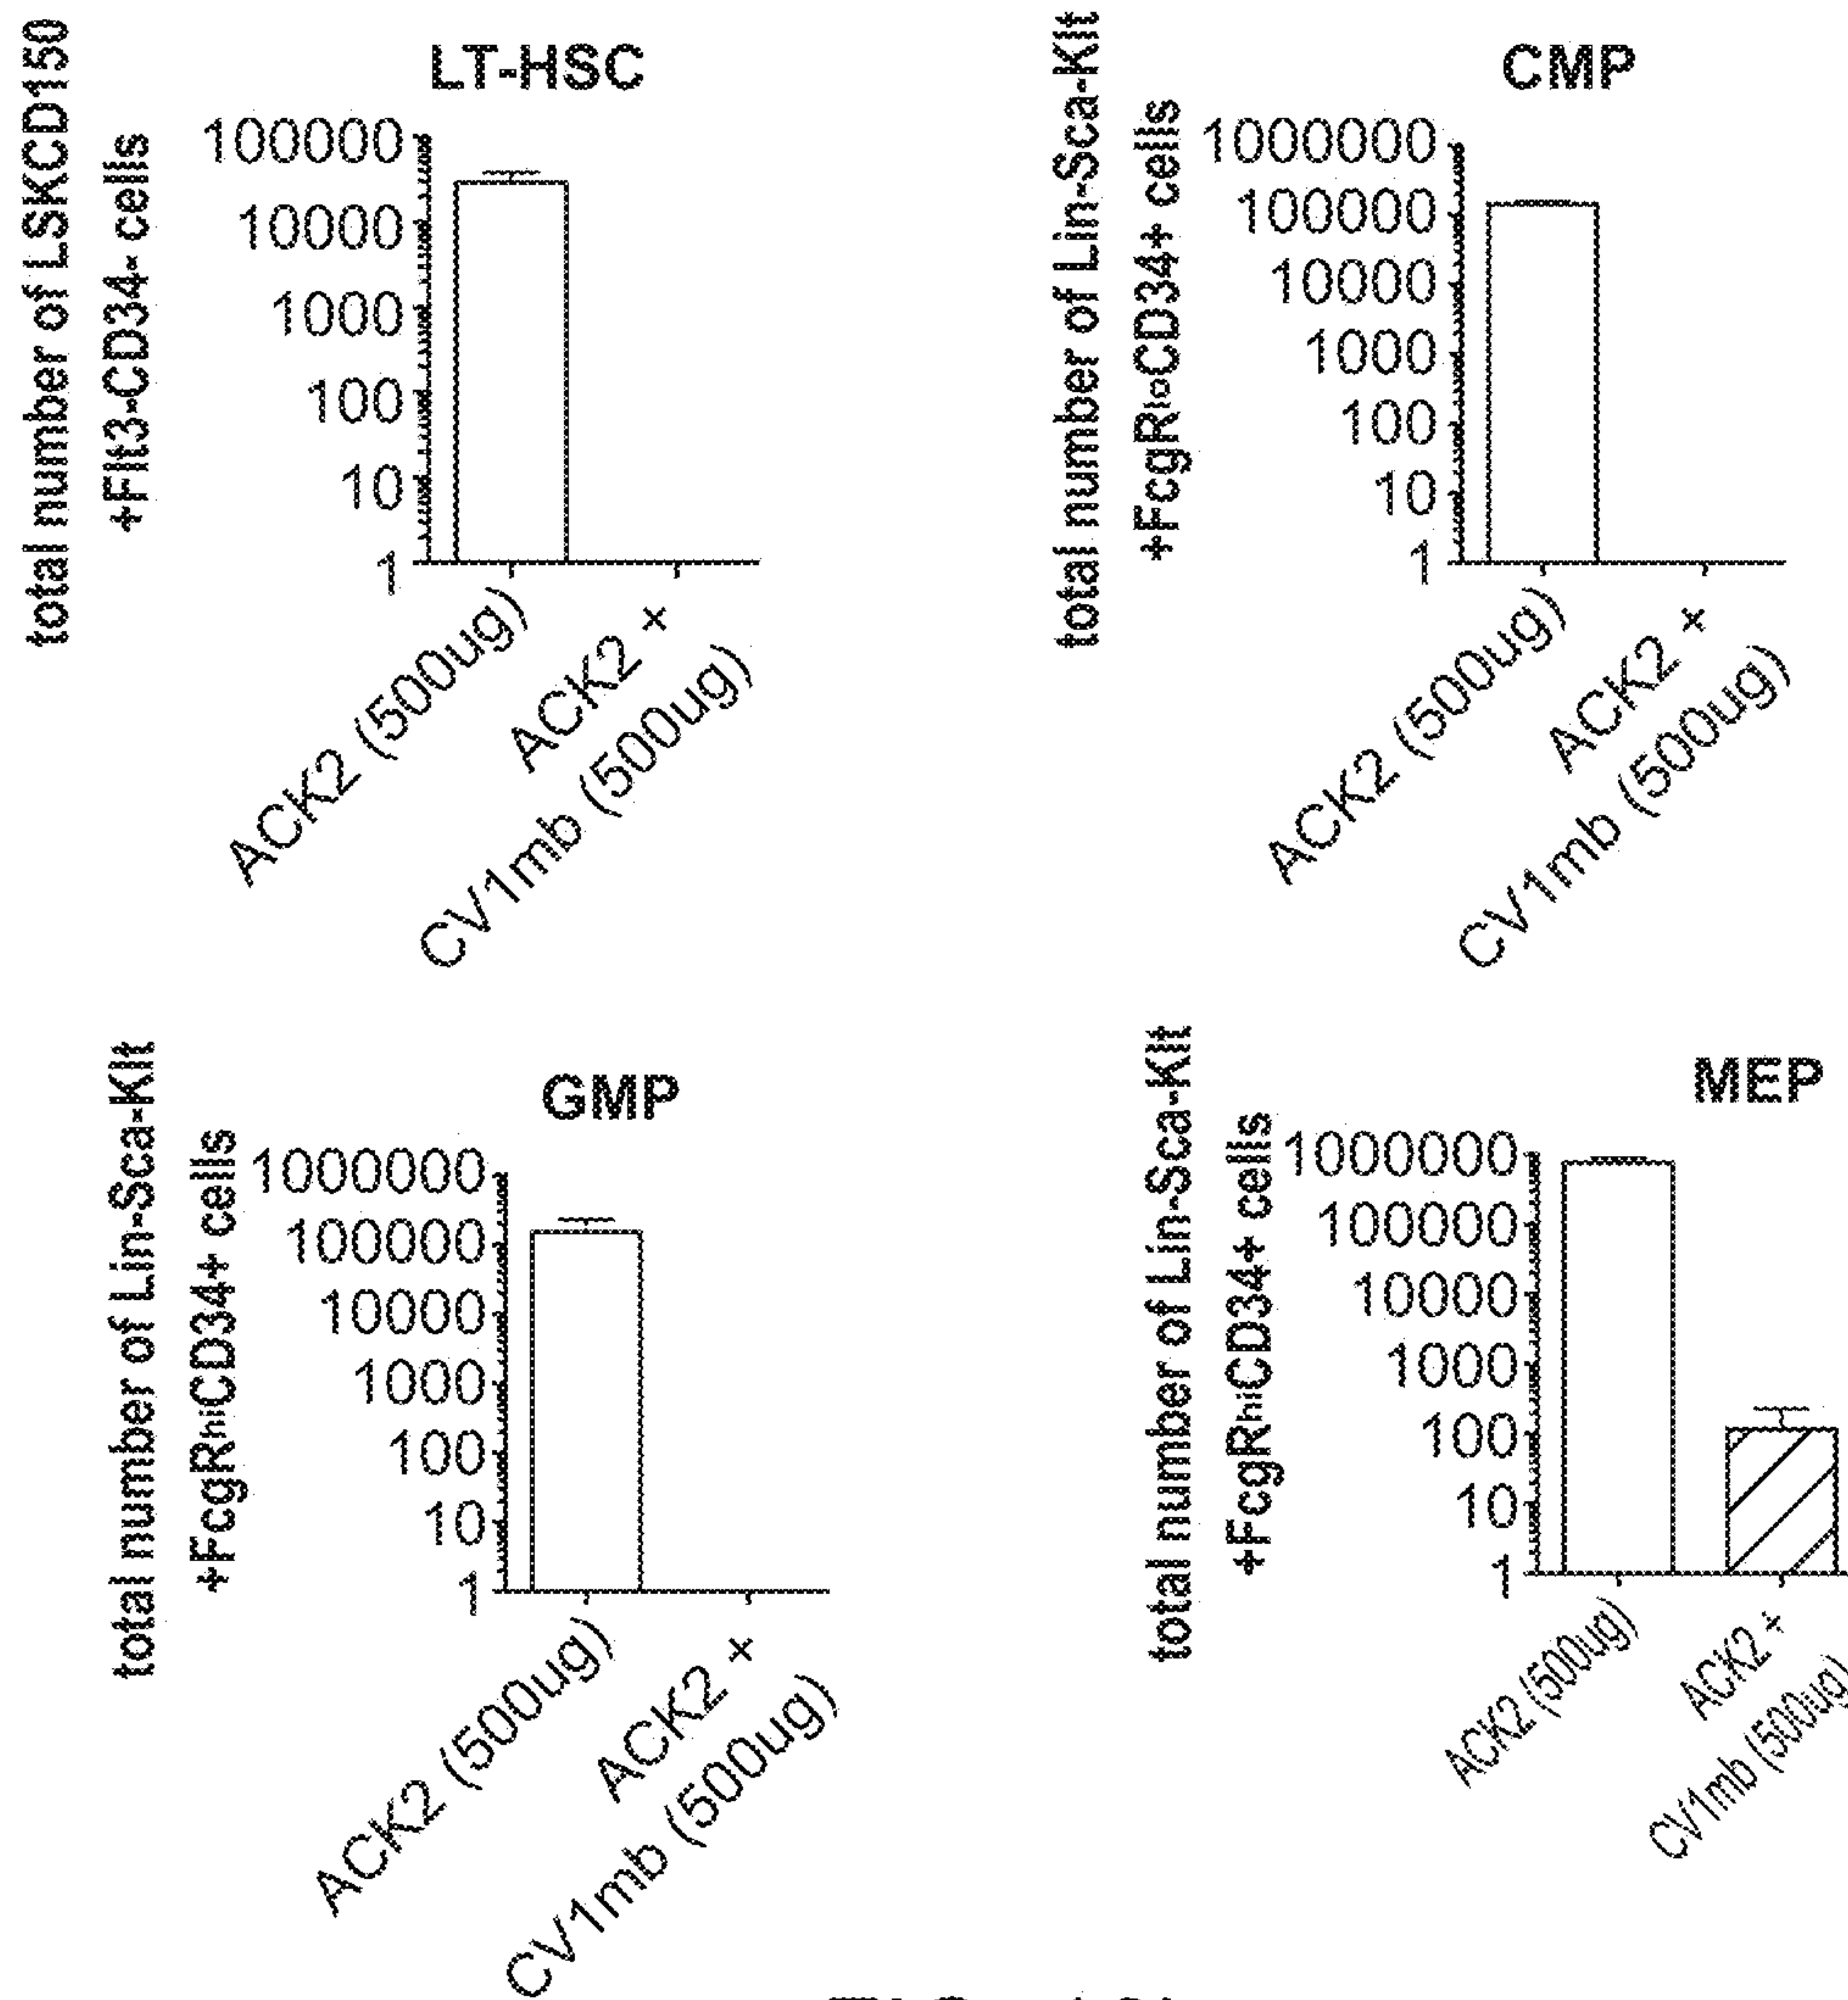 LT-HSC
total number of LSKCD150
+Flt3-CD34- cells
100000
10000
1000
100
10
1
ACK2 (500ug)
ACK2 +
CV1mb (500ug)
CMP
total number of Lin-Sca-Kit
+FcgRloCD34+ cells
1000000
100000
10000
1000
100
10
1
ACK2 (500ug)
ACK2 +
CV1mb (500ug)
GMP
total number of Lin-Sca-Kit
+FcgRhiCD34+ cells
1000000
100000
10000
1000
100
10
1
ACK2 (500ug)
ACK2 +
CV1mb (500ug)
MEP
total number of Lin-Sca-Kit
+FcgRhiCD34+ cells
1000000
100000
10000
1000
100
10
1
ACK2 (500ug)
ACK2 +
CV1mb (500ug)